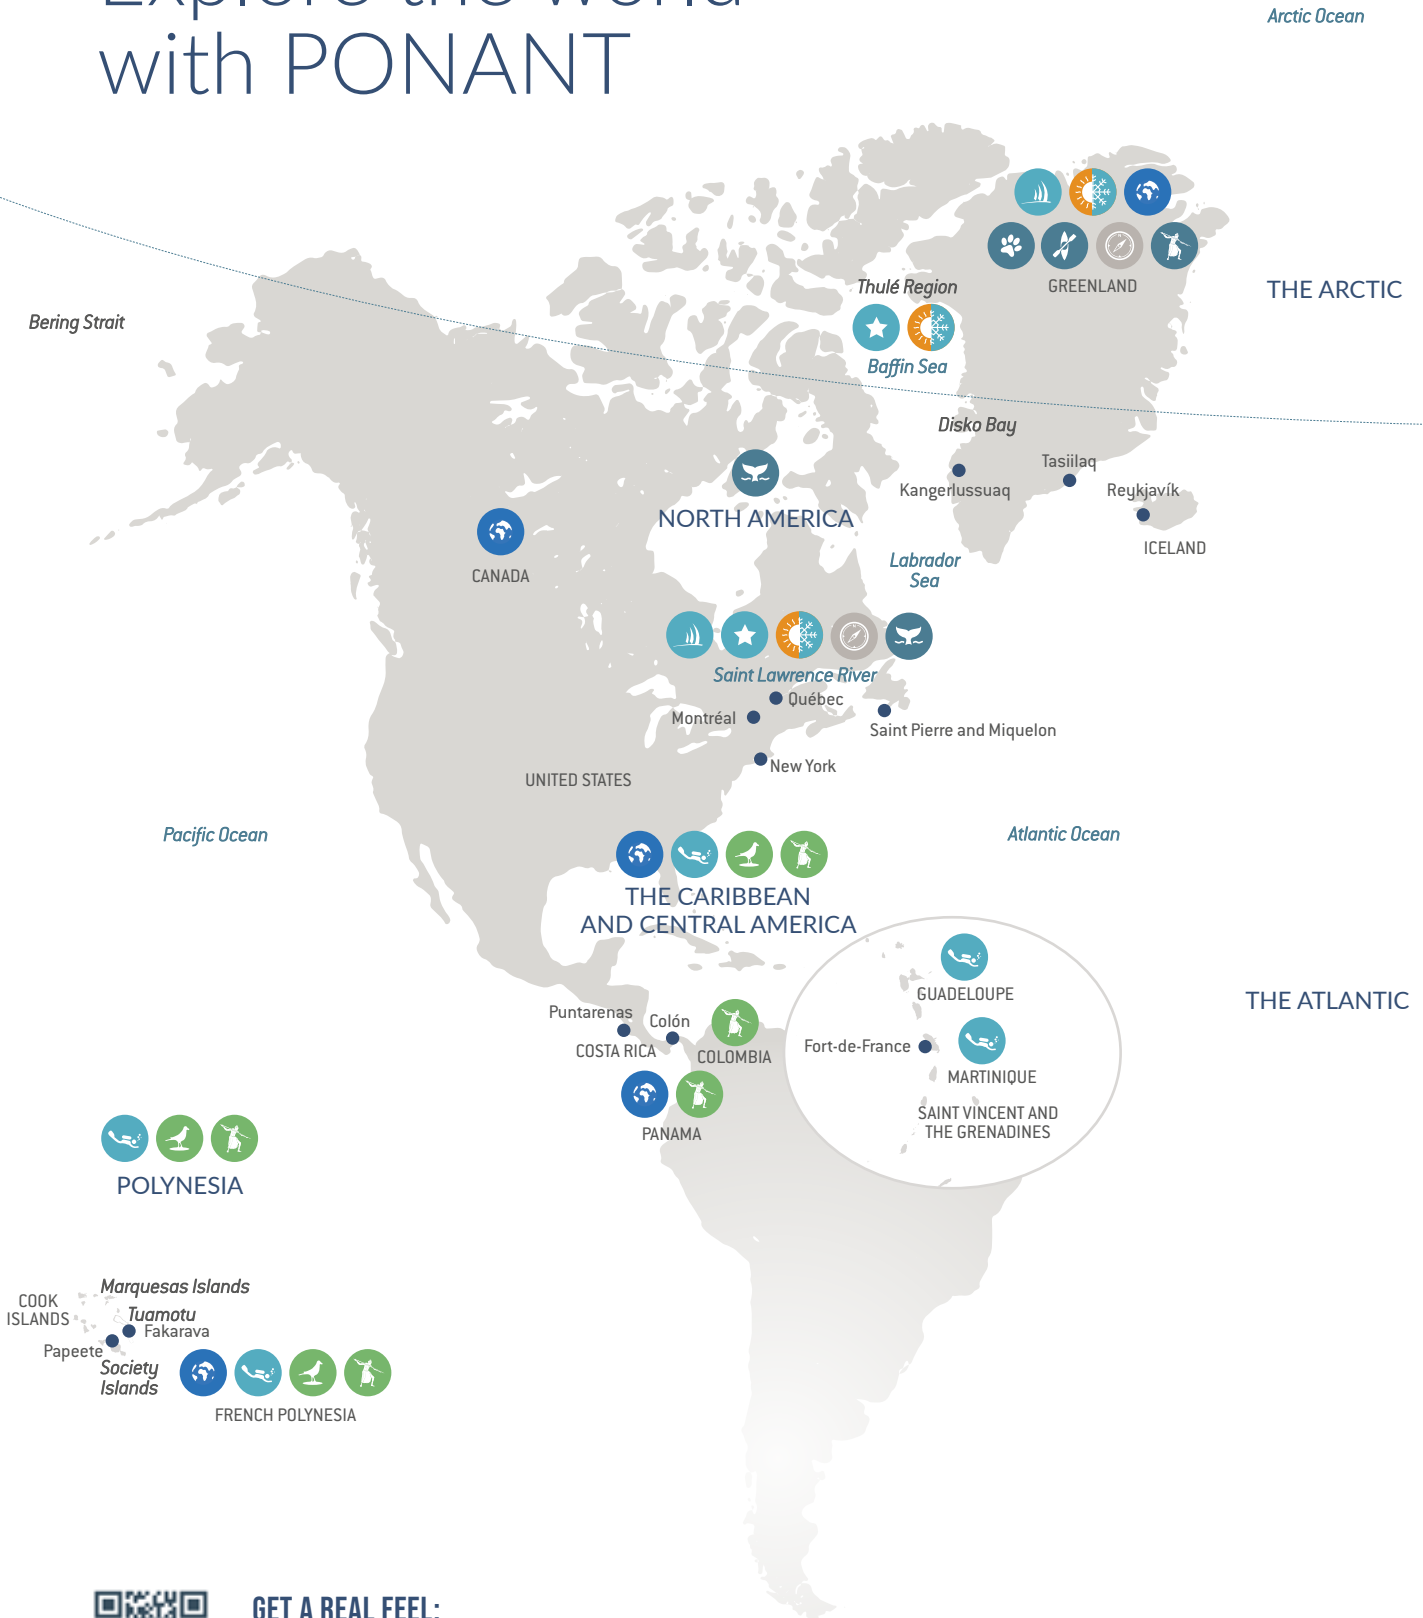 Explore the world
with PONANT
Arctic Ocean
GREENLAND
THE ARCTIC
Thulé Region
Bering Strait
Baffin Sea
Disko Bay
Tasiilaq
Kangerlussuaq
Reykjavík
NORTH AMERICA
ICELAND
Labrador
Sea
CANADA
Saint Lawrence River
Québec
Montréal
Saint Pierre and Miquelon
New York
UNITED STATES
Pacific Ocean
Atlantic Ocean
THE CARIBBEAN
AND CENTRAL AMERICA
GUADELOUPE
THE ATLANTIC
Puntarenas
Colón
COSTA RICA
COLOMBIA
Fort-de-France
MARTINIQUE
SAINT VINCENT AND
THE GRENADINES
PANAMA
POLYNESIA
Marquesas Islands
COOK
ISLANDS
Tuamotu
Fakarava
Papeete
Society
Islands
FRENCH POLYNESIA
GET A REAL FEEL: